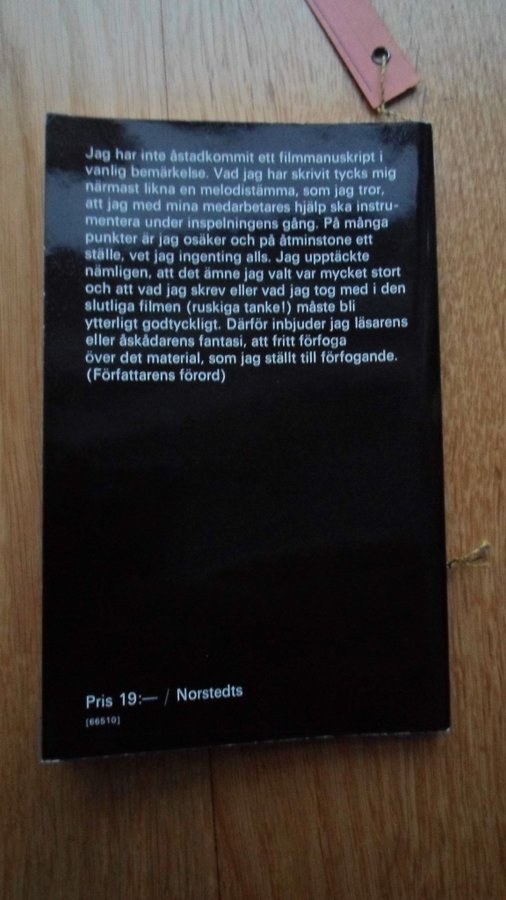 Jag har inte åstadkommit ett filmmanuskript i
vanlig bemärkelse. Vad jag har skrivit tycks mig
närmast likna en melodistämma, som jag tror,
att jag med mina medarbetares hjälp ska instru-
mentera under inspelningens gång. På många
punkter är jag osäker och på åtminstone ett
ställe, vet jag ingenting alls. Jag upptäckte
nämligen, att det ämne jag valt var mycket stort
och att vad jag skrev eller vad jag tog med i den
slutliga filmen (ruskiga tanke!) måste bli
ytterligt godtyckligt. Därför inbjuder jag läsarens
eller åskådarens fantasi, att fritt förfoga
över det material, som jag ställt till förfogande.
(Författarens förord)
Pris 19:— / Norstedts
[66510]